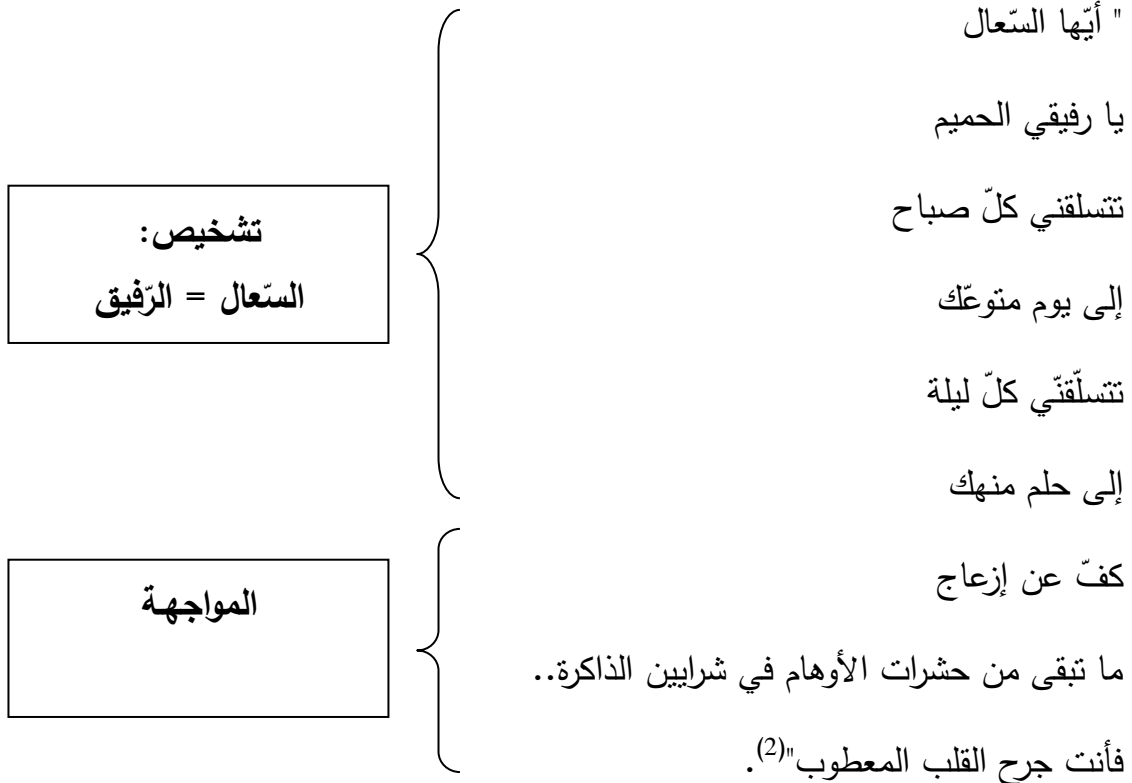 " أيّها السّعال
يا رفيقي الحميم
تتسلقني كلّ صباح
إلى يوم متوعّك
تتسلّقنّي كلّ ليلة
إلى حلم منهك
تشخيص:
السّعال = الرّفيق
كفّ عن إزعاج
ما تبقى من حشرات الأوهام في شرايين الذاكرة..
فأنت جرح القلب المعطوب"(2).
المواجهة